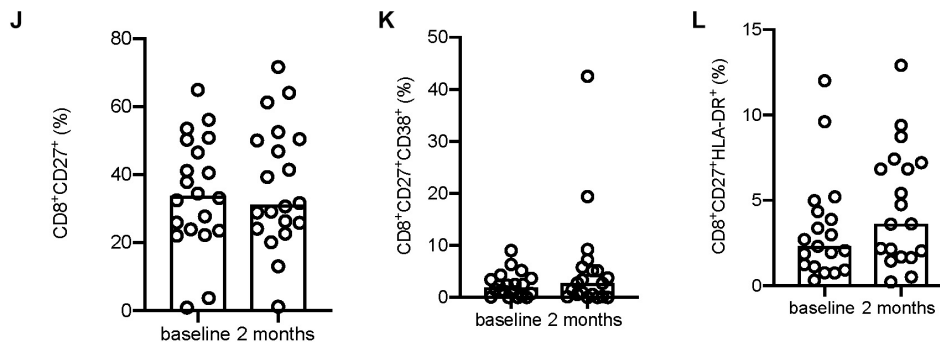 J
CD8⁺CD27⁺ (%)
80
60
40
20
0
baseline 2 months
K
CD8⁺CD27⁺CD38⁺ (%)
50
40
30
20
10
0
baseline 2 months
L
CD8⁺CD27⁺HLA-DR⁺ (%)
15
10
5
0
baseline 2 months